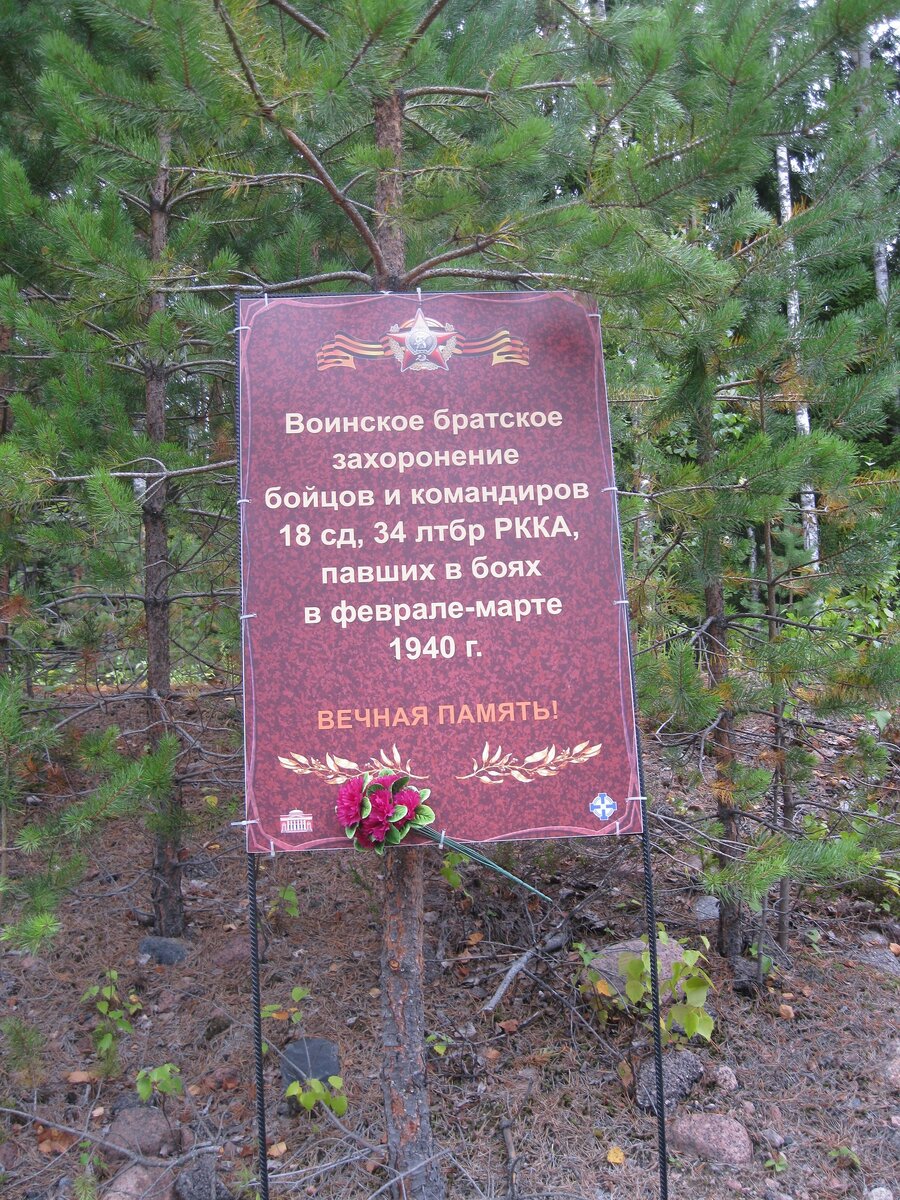 Воинское братское
захоронение
бойцов и командиров
18 сд, 34 лтбр РККА,
павших в боях
в феврале-марте
1940 г.
ВЕЧНАЯ ПАМЯТЬ!